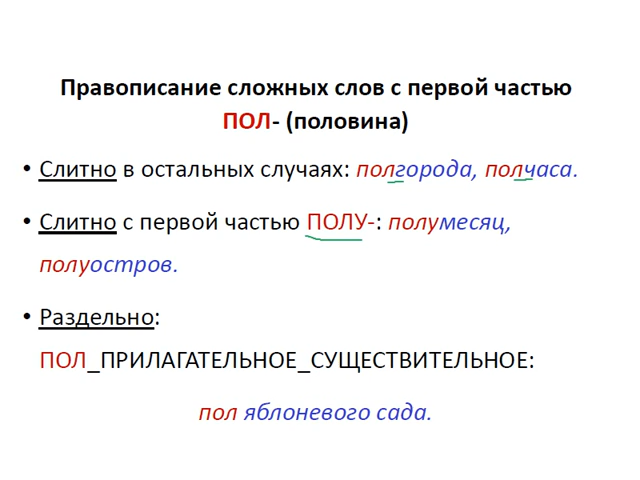 Правописание сложных слов с первой частью
ПОЛ- (половина)
• Слитно в остальных случаях: полгорода, полчаса.
• Слитно с первой частью ПОЛУ-: полумесяц,
полуостров.
• Раздельно:
ПОЛ_ПРИЛАГАТЕЛЬНОЕ_СУЩЕСТВИТЕЛЬНОЕ:
пол яблоневого сада.